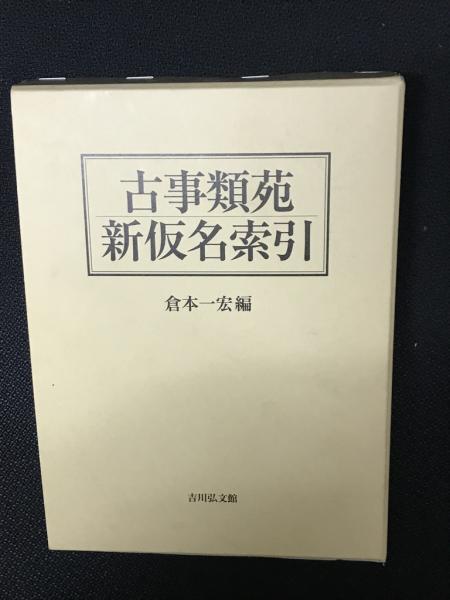 古事類苑
新仮名索引
倉本一宏編
吉川弘文館